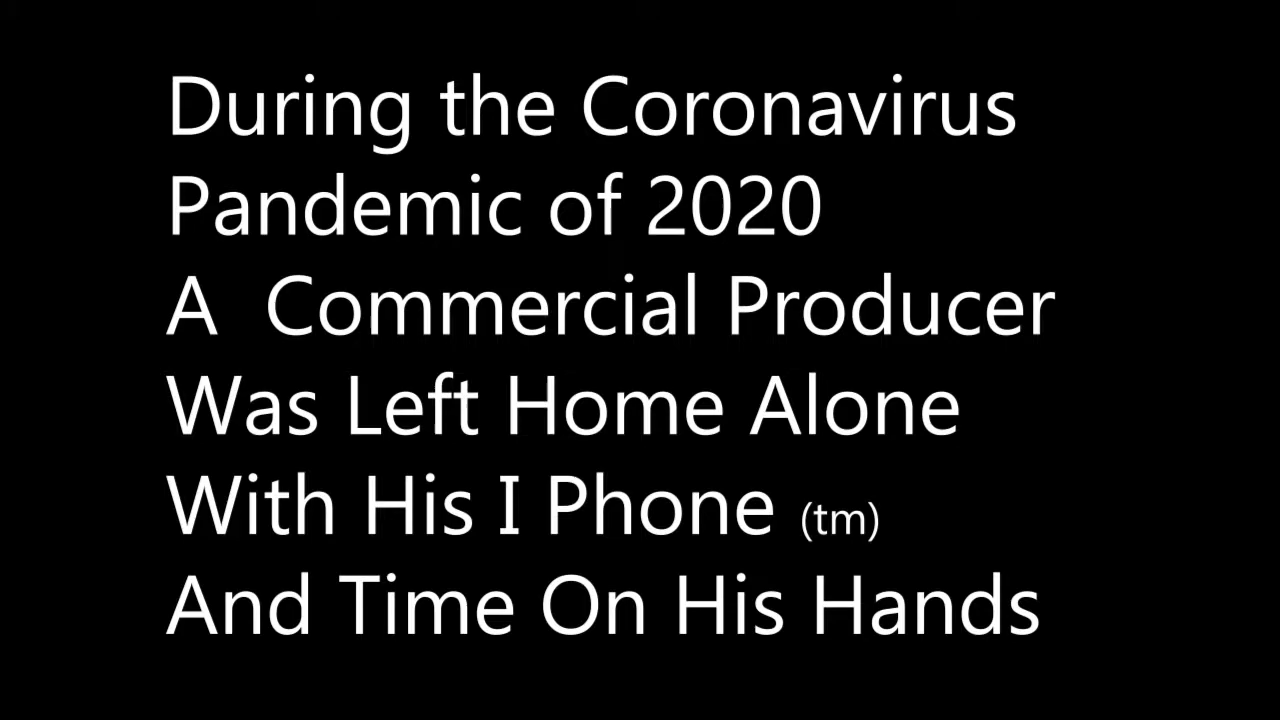 During the Coronavirus
Pandemic of 2020
A  Commercial Producer
Was Left Home Alone
With His I Phone (tm)
And Time On His Hands